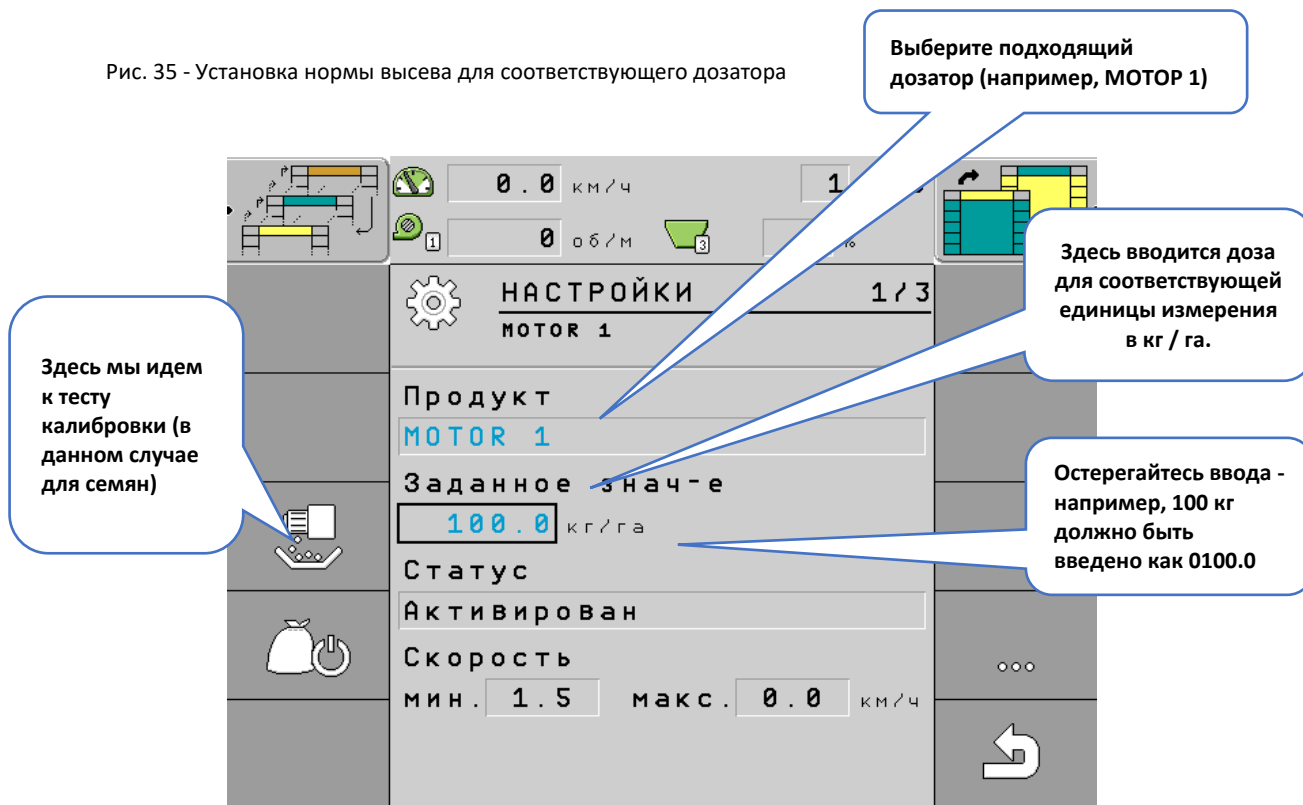 Рис. 35 - Установка нормы высева для соответствующего дозатора
Выберите подходящий
дозатор (например, МОТОР 1)
0.0 км/ч
1
1
0 об/м
3
НАСТРОЙКИ 1/3
MOTOR 1
Здесь вводится доза
для соответствующей
единицы измерения
в кг / га.
Здесь мы идем
к тесту
калибровки (в
данном случае
для семян)
Продукт
MOTOR 1
Заданное знач-е
100.0 кг/га
Остерегайтесь ввода -
например, 100 кг
должно быть
введено как 0100.0
Статус
Активирован
Скорость
мин. 1.5 макс. 0.0 км/ч